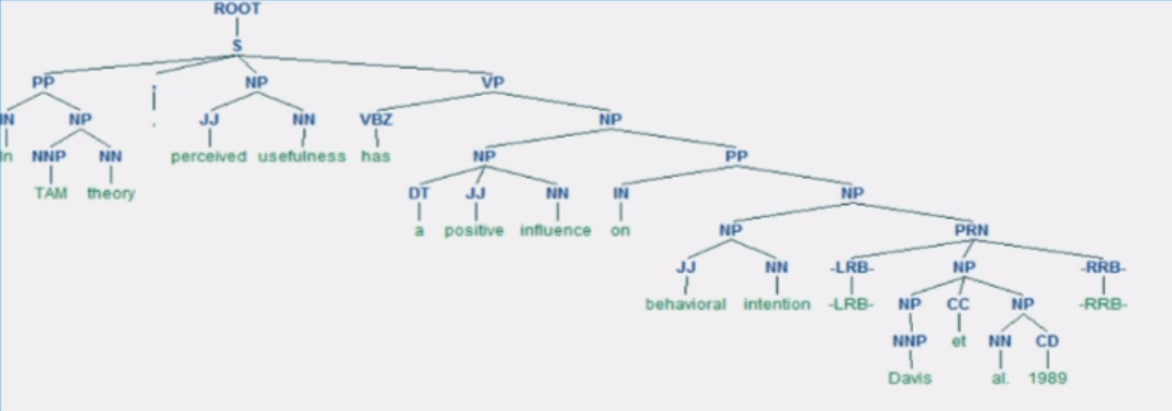 ROOT
S
PP , NP VP
IN NP , JJ NN VBZ NP
In NNP NN perceived usefulness has NP PP
TAM theory DT JJ NN IN NP
a positive influence on NP PRN
JJ NN -LRB- NP -RRB-
behavioral intention -LRB- NP CC NP -RRB-
NNP et NN CD
Davis al. 1989